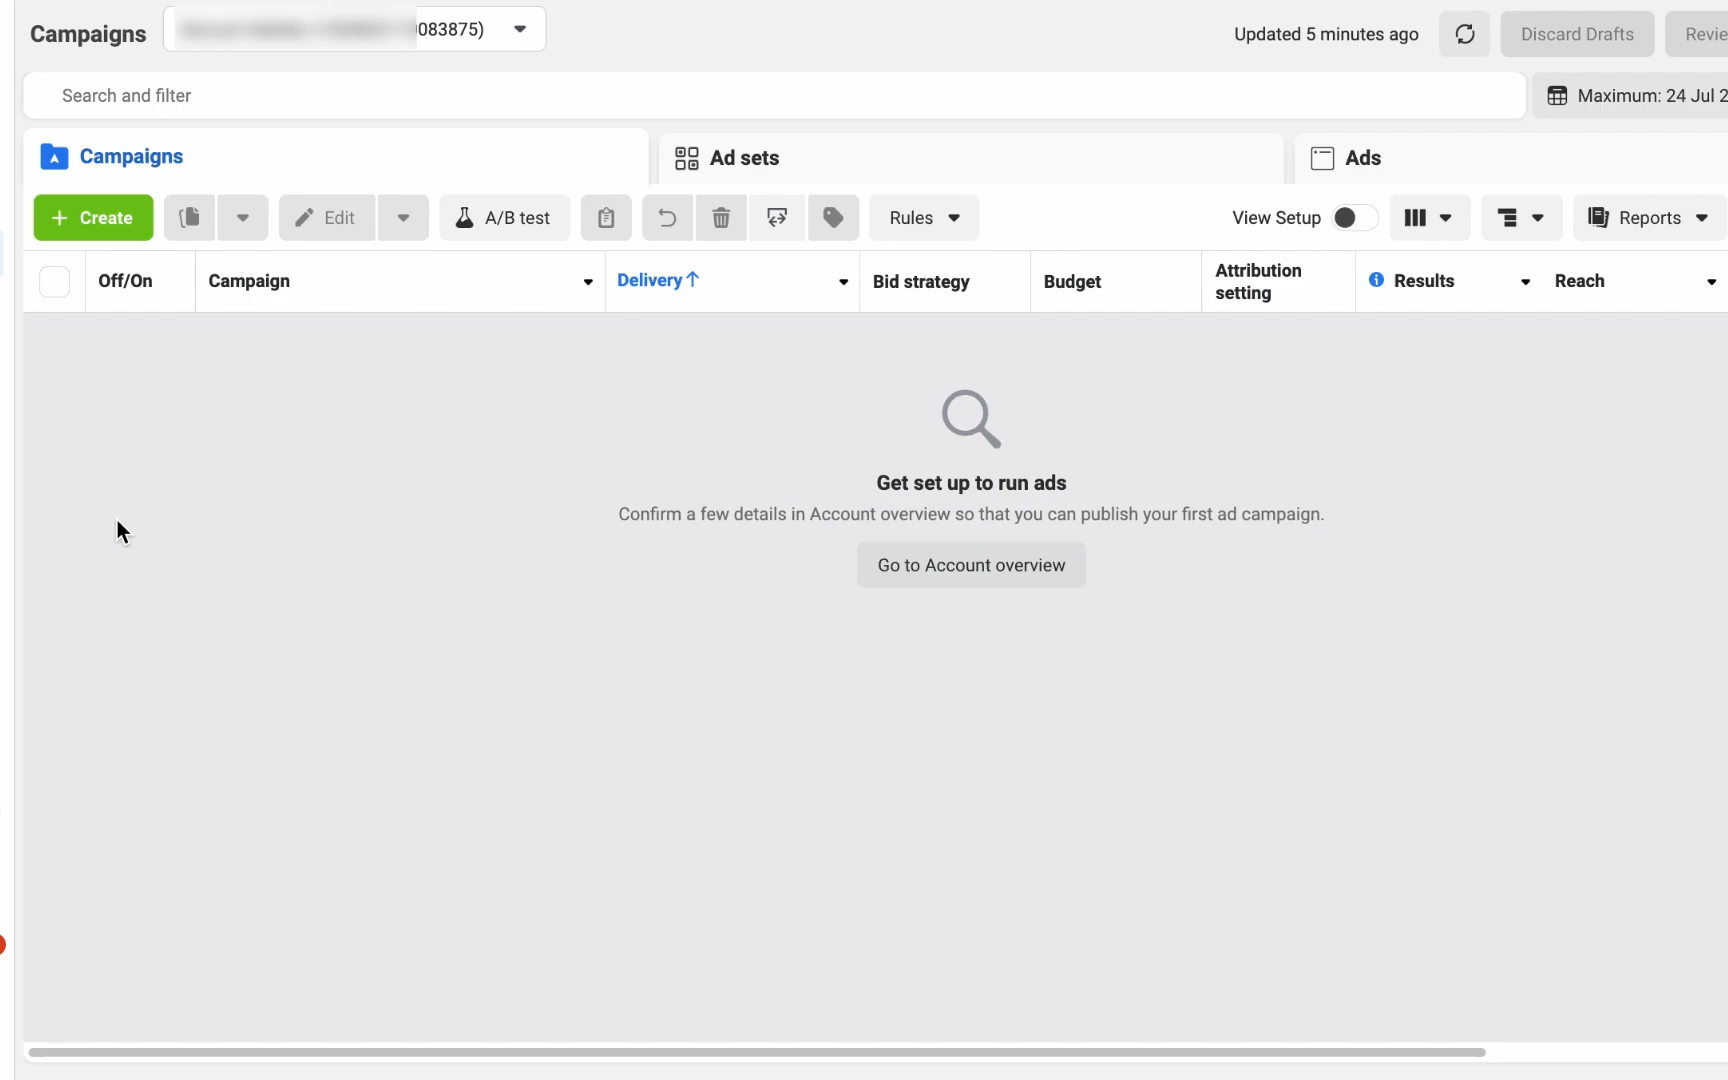 Campaigns
083875)
Updated 5 minutes ago
Discard Drafts
Revie
Search and filter
Maximum: 24 Jul 2
Campaigns
Ad sets
Ads
+ Create
Edit
A/B test
Rules
View Setup
Reports
Off/On
Campaign
Delivery↑
Bid strategy
Budget
Attribution
setting
Results
Reach
Get set up to run ads
Confirm a few details in Account overview so that you can publish your first ad campaign.
Go to Account overview